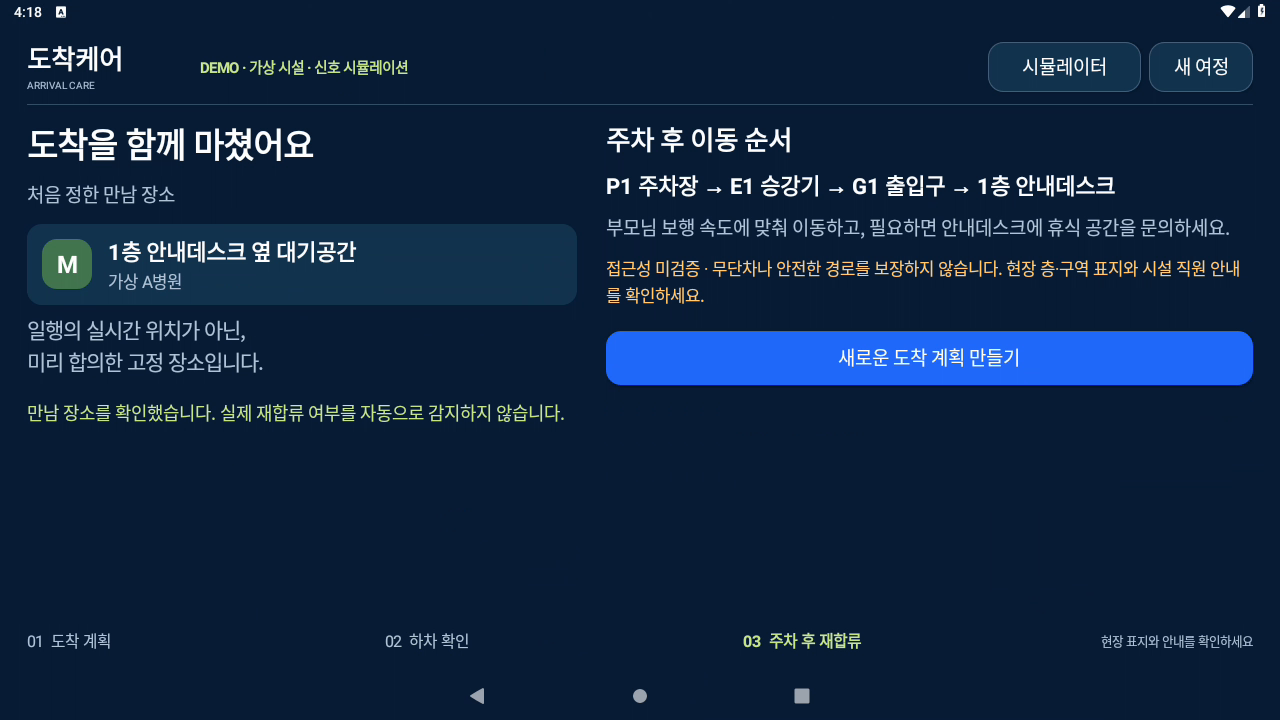 4:18
A
도착케어
ARRIVAL CARE
DEMO · 가상 시설 · 신호 시뮬레이션
시뮬레이터
새 여정
도착을 함께 마쳤어요
처음 정한 만남 장소
M
1층 안내데스크 옆 대기공간
가상 A병원
일행의 실시간 위치가 아닌,
미리 합의한 고정 장소입니다.
만남 장소를 확인했습니다. 실제 재합류 여부를 자동으로 감지하지 않습니다.
주차 후 이동 순서
P1 주차장 → E1 승강기 → G1 출입구 → 1층 안내데스크
부모님 보행 속도에 맞춰 이동하고, 필요하면 안내데스크에 휴식 공간을 문의하세요.
접근성 미검증 · 무단차나 안전한 경로를 보장하지 않습니다. 현장 층·구역 표지와 시설 직원 안내
를 확인하세요.
새로운 도착 계획 만들기
01 도착 계획
02 하차 확인
03 주차 후 재합류
현장 표지와 안내를 확인하세요